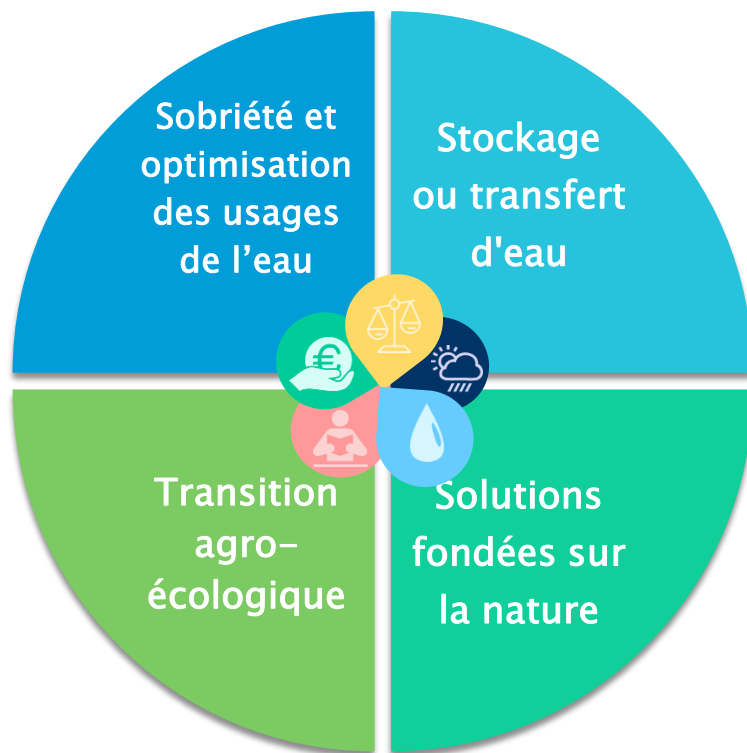 Sobriété et
optimisation
des usages
de l’eau
Stockage
ou transfert
d'eau
Transition
agro-
écologique
Solutions
fondées sur
la nature